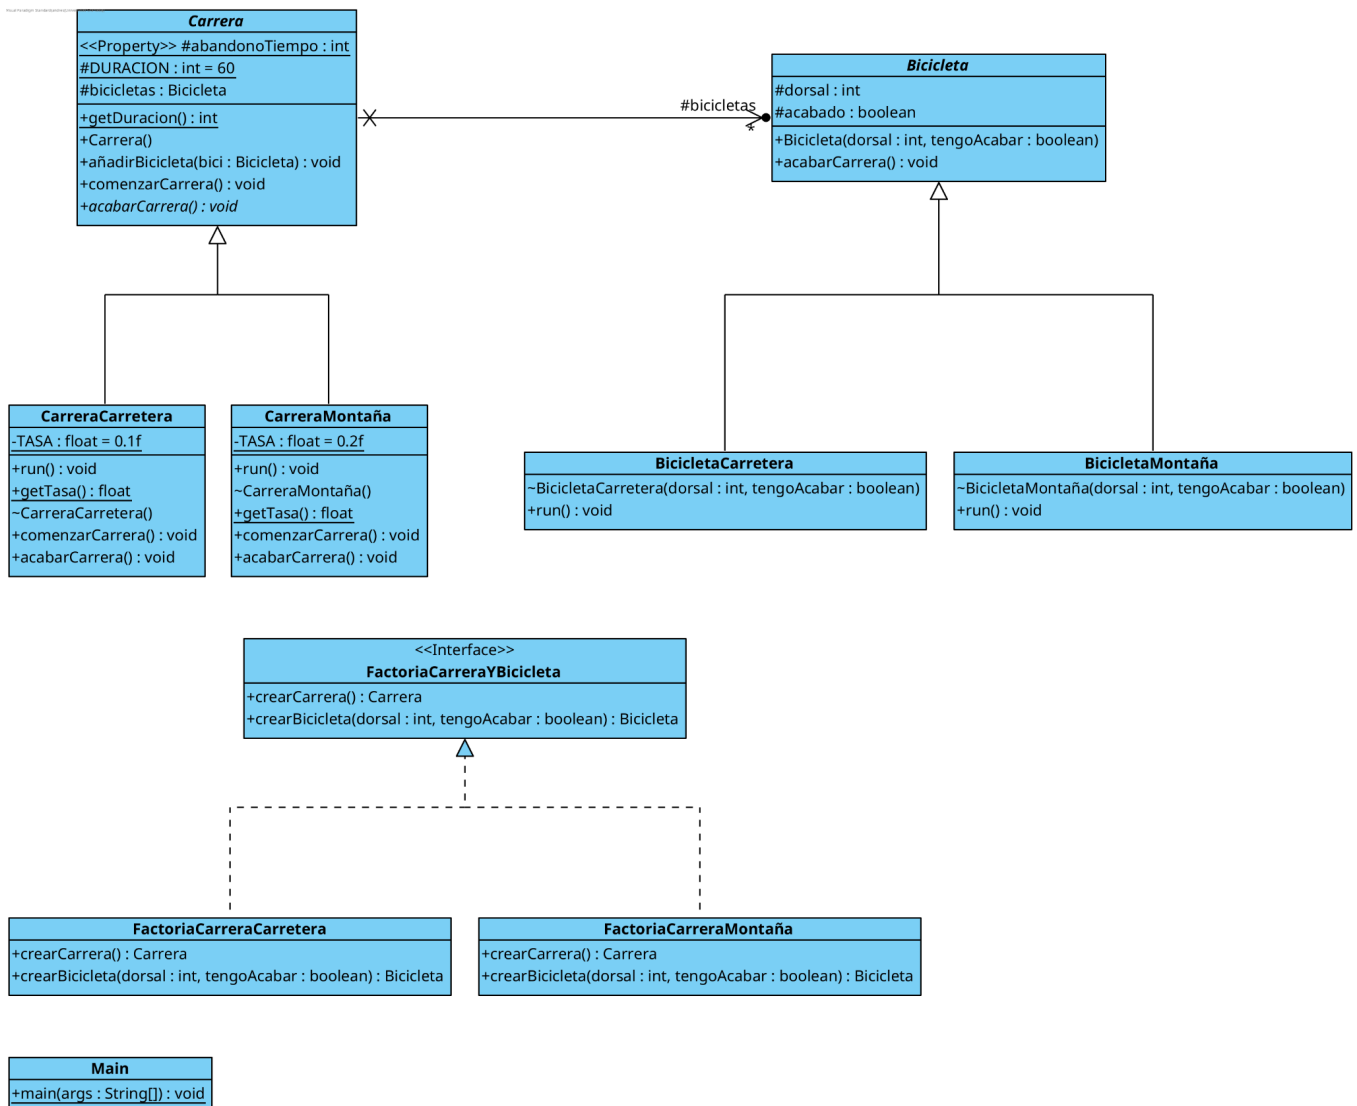 Carrera
<<Property>> #abandonoTiempo : int
#DURACION : int = 60
#bicicletas : Bicicleta
+getDuracion() : int
+Carrera()
+añadirBicicleta(bici : Bicicleta) : void
+comenzarCarrera() : void
+acabarCarrera() : void
#bicicletas
*
Bicicleta
#dorsal : int
#acabado : boolean
+Bicicleta(dorsal : int, tengoAcabar : boolean)
+acabarCarrera() : void
CarreraCarretera
-TASA : float = 0.1f
+run() : void
+getTasa() : float
~CarreraCarretera()
+comenzarCarrera() : void
+acabarCarrera() : void
CarreraMontaña
-TASA : float = 0.2f
+run() : void
~CarreraMontaña()
+getTasa() : float
+comenzarCarrera() : void
+acabarCarrera() : void
BicicletaCarretera
~BicicletaCarretera(dorsal : int, tengoAcabar : boolean)
+run() : void
BicicletaMontaña
~BicicletaMontaña(dorsal : int, tengoAcabar : boolean)
+run() : void
<<Interface>>
FactoriaCarreraYBicicleta
+crearCarrera() : Carrera
+crearBicicleta(dorsal : int, tengoAcabar : boolean) : Bicicleta
FactoriaCarreraCarretera
+crearCarrera() : Carrera
+crearBicicleta(dorsal : int, tengoAcabar : boolean) : Bicicleta
FactoriaCarreraMontaña
+crearCarrera() : Carrera
+crearBicicleta(dorsal : int, tengoAcabar : boolean) : Bicicleta
Main
+main(args : String[]) : void